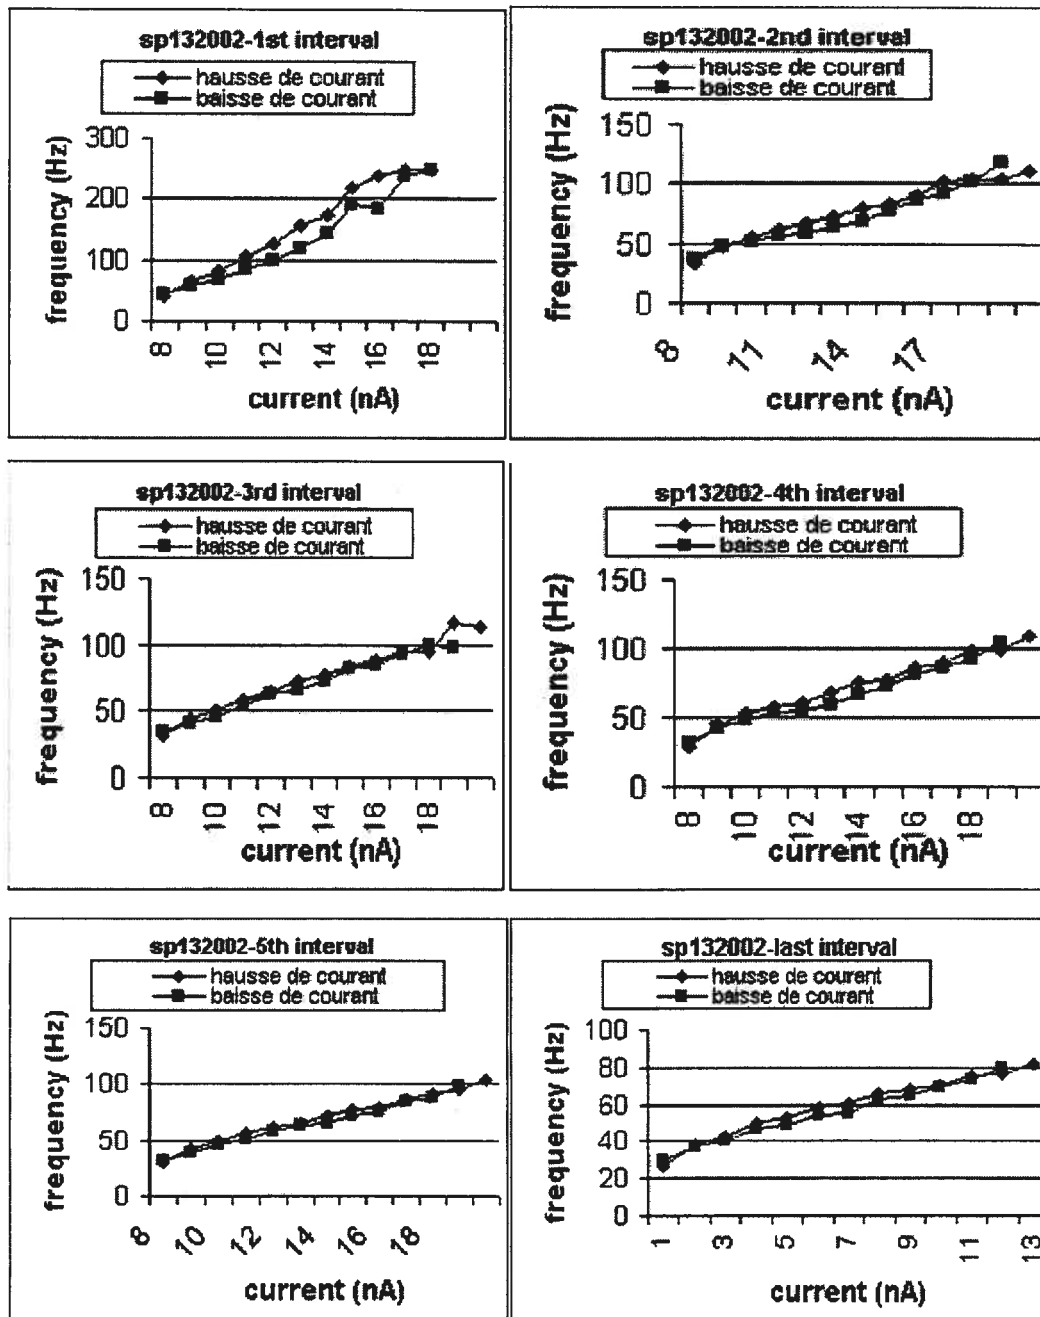 sp132002-1st interval
hausse de courant
baisse de courant
frequency (Hz)
300
200
100
0
8
10
12
14
16
18
current (nA)
sp132002-2nd interval
hausse de courant
baisse de courant
frequency (Hz)
150
100
50
0
8
11
14
17
current (nA)
sp132002-3rd interval
hausse de courant
baisse de courant
frequency (Hz)
150
100
50
0
8
10
12
14
16
18
current (nA)
sp132002-4th interval
hausse de courant
baisse de courant
frequency (Hz)
150
100
50
0
8
10
12
14
16
18
current (nA)
sp132002-5th interval
hausse de courant
baisse de courant
frequency (Hz)
150
100
50
0
8
10
12
14
16
18
current (nA)
sp132002-last interval
hausse de courant
baisse de courant
frequency (Hz)
100
80
60
40
20
0
1
3
5
7
9
11
13
current (nA)